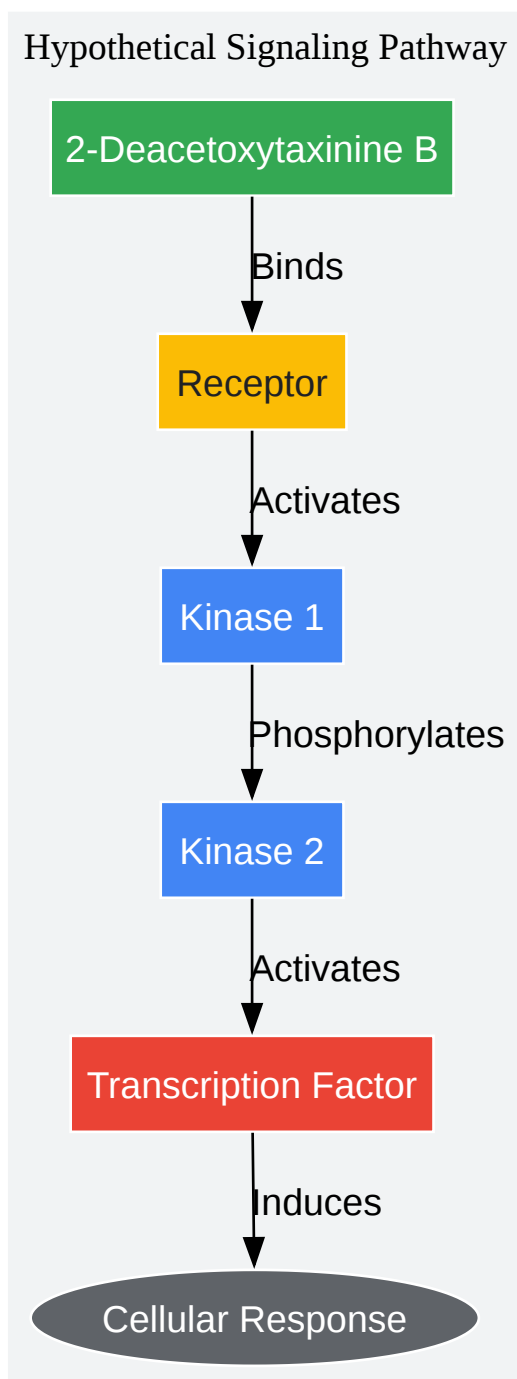 Hypothetical Signaling Pathway
2-Deacetoxytaxinine B
Binds
Receptor
Activates
Kinase 1
Phosphorylates
Kinase 2
Activates
Transcription Factor
Induces
Cellular Response